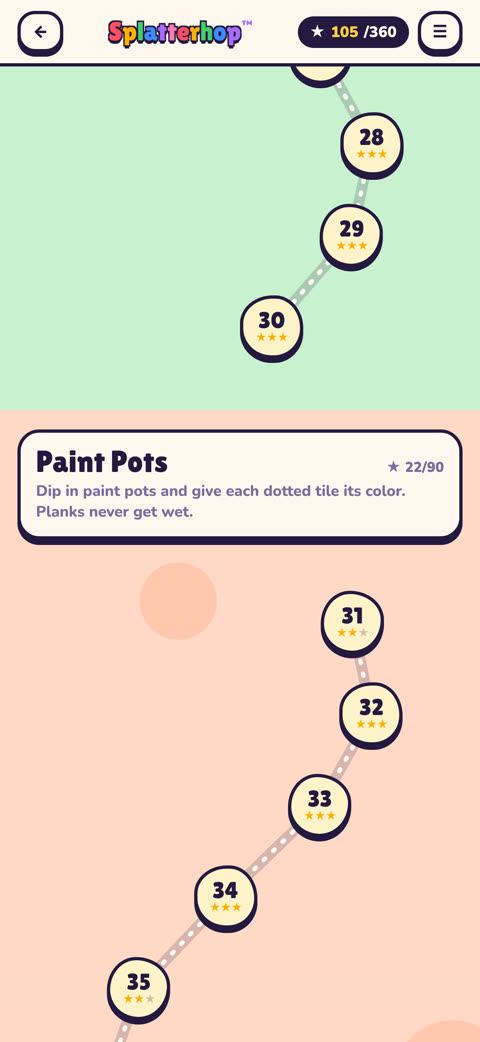 Splatterhop™
★ 105 /360
28
29
30
Paint Pots
★ 22/90
Dip in paint pots and give each dotted tile its color.
Planks never get wet.
31
32
33
34
35